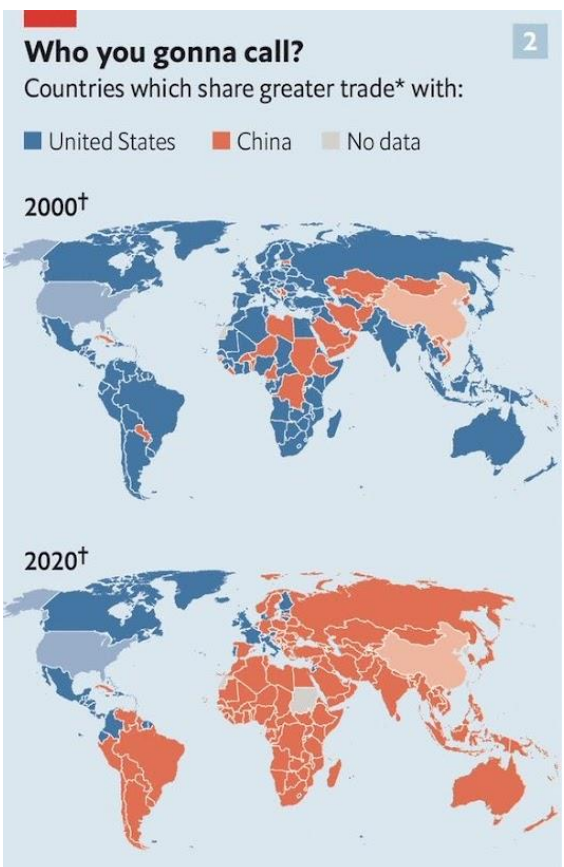 2
Who you gonna call?
Countries which share greater trade* with:
United States China No data
2000†
2020†